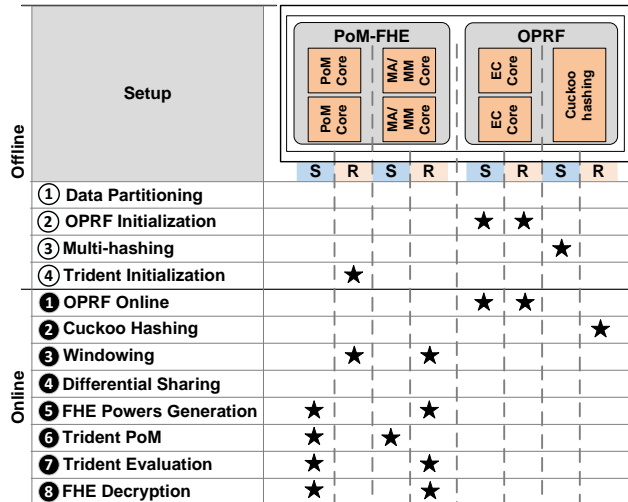 PoM-FHE OPRF
PoM Core MA/ MM Core EC Core Cuckoo hashing
PoM Core MA/ MM Core EC Core
Setup
S R S R S R S R
Offline
① Data Partitioning
② OPRF Initialization ★ ★
③ Multi-hashing ★
④ Trident Initialization ★
Online
❶ OPRF Online ★ ★
❷ Cuckoo Hashing ★
❸ Windowing ★ ★
❹ Differential Sharing
❺ FHE Powers Generation ★ ★
❻ Trident PoM ★ ★
❼ Trident Evaluation ★ ★
❽ FHE Decryption ★ ★